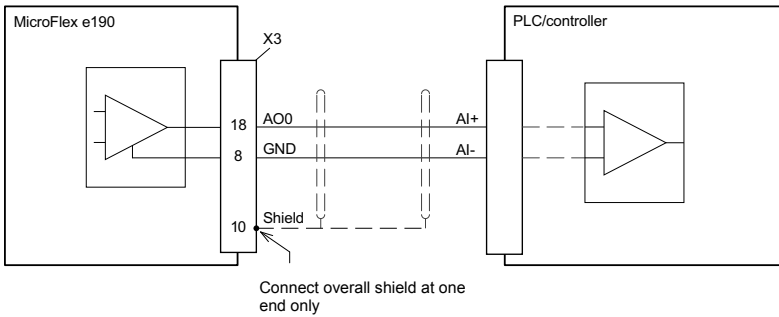 MicroFlex e190
X3
PLC/controller
18
AO0
AI+
8
GND
AI-
10
Shield
Connect overall shield at one
end only